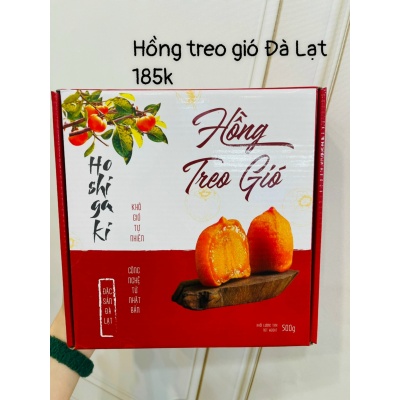 Hồng treo gió Đà Lạt
185k
Hồng
Treo Gió
Ho
shi
ga
ki
KHÔ
GIÓ
TỰ
NHIÊN
CÔNG
NGHỆ
TỪ
NHẬT
BẢN
ĐẶC
SẢN
ĐÀ
LẠT
500g